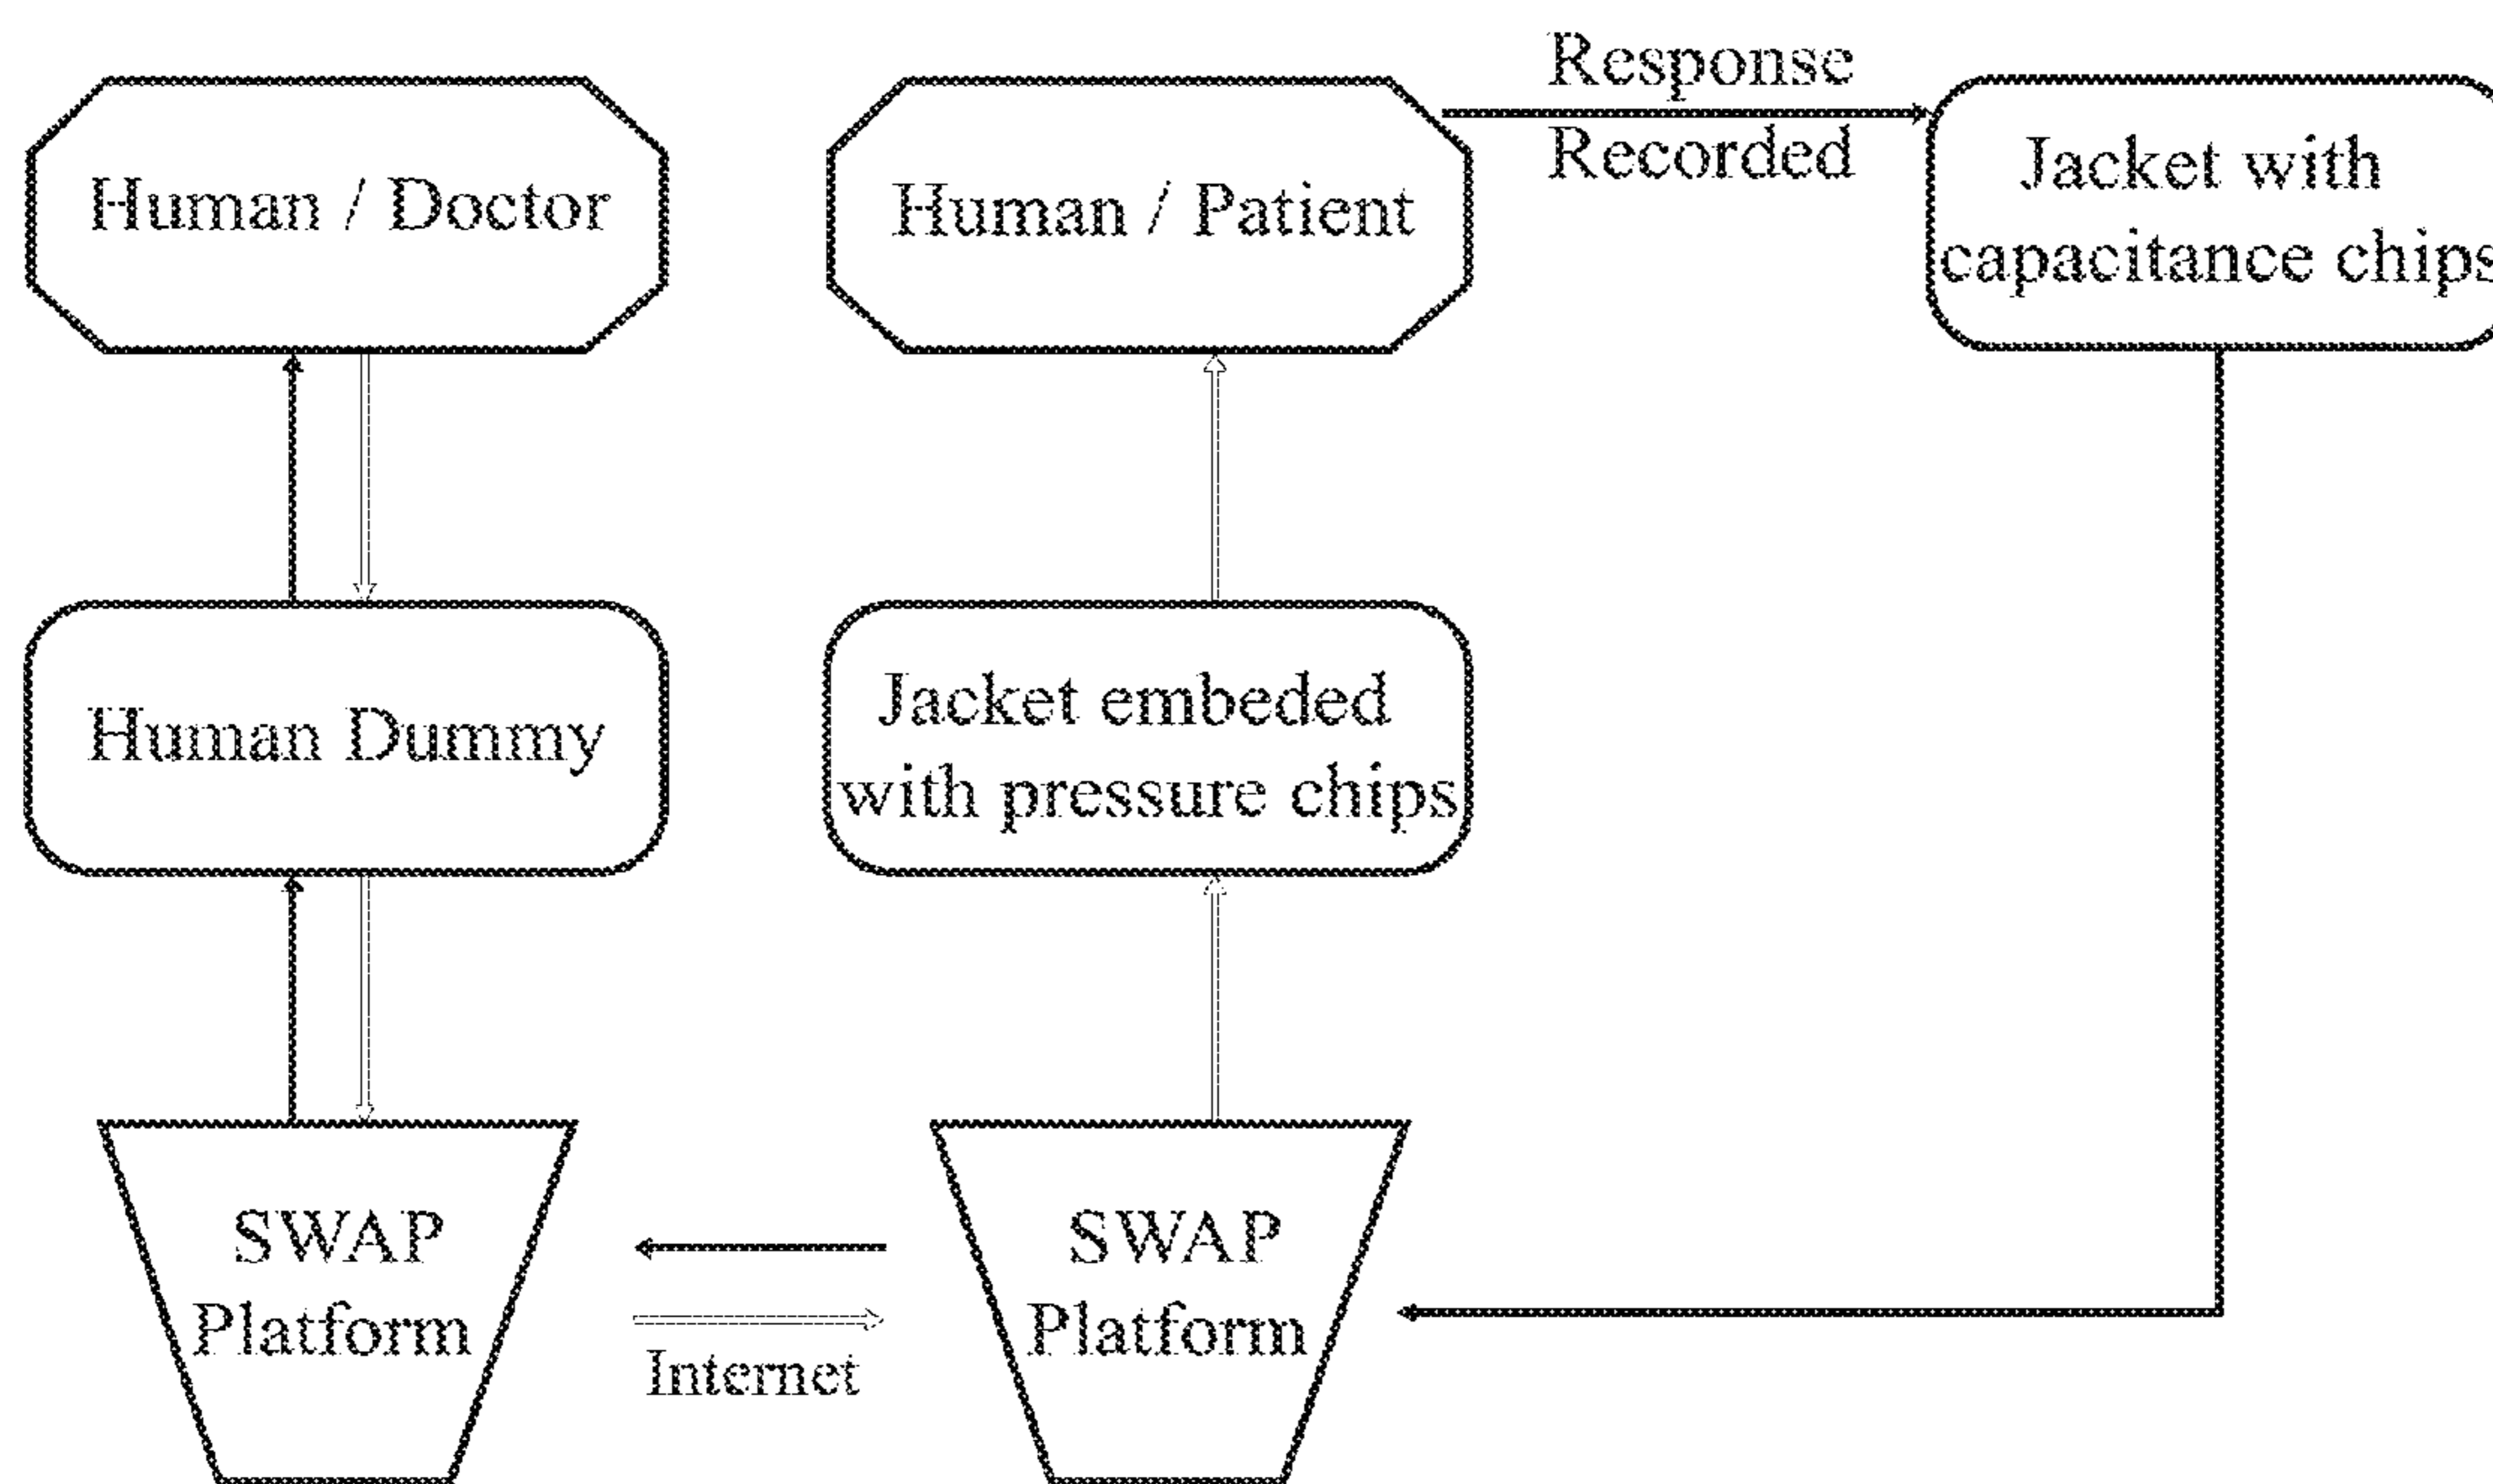 Human / Doctor
Human / Patient
Response
Recorded
Jacket with
capacitance chips
Human Dummy
Jacket embeded
with pressure chips
SWAP
Platform
Internet
SWAP
Platform